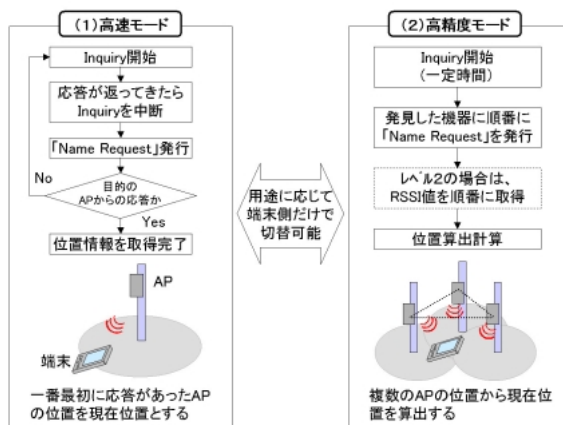 (1)高速モード
Inquiry開始
応答が返ってきたら
Inquiryを中断
「Name Request」発行
No
目的の
APからの応答か
Yes
位置情報を取得完了
AP
端末
一番最初に応答があったAP
の位置を現在位置とする
用途に応じて
端末側だけで
切替可能
(2)高精度モード
Inquiry開始
(一定時間)
発見した機器に順番に
「Name Request」を発行
レベル2の場合は、
RSSI値を順番に取得
位置算出計算
複数のAPの位置から現在位
置を算出する